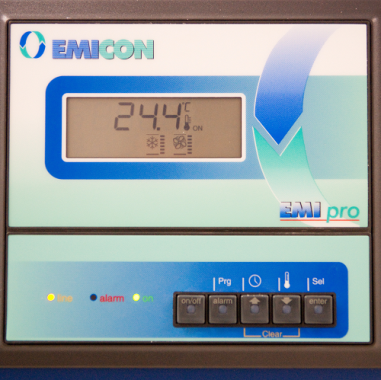 EMICON
24.4 °C
ON
EMI pro
Prg Sel
line alarm on
on/off alarm enter
Clear